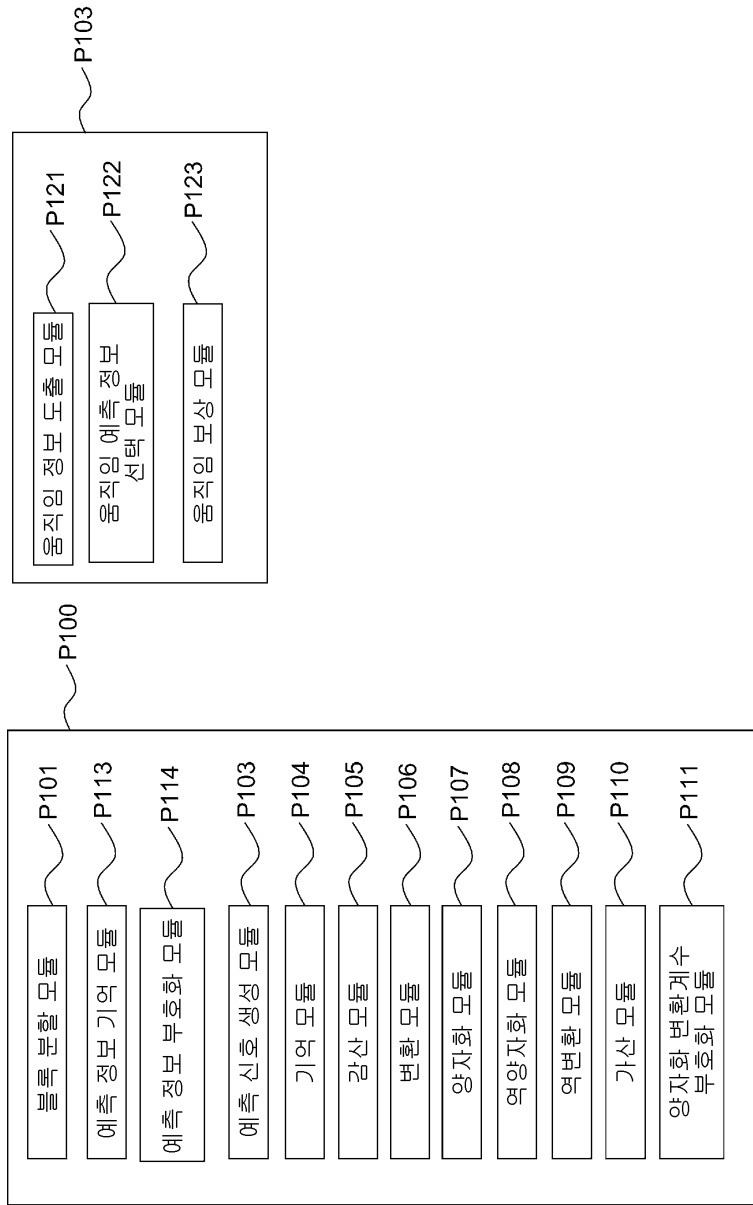 P100
블록 분할 모듈 P101
예측 정보 기억 모듈 P113
예측 정보 부호화 모듈 P114
예측 신호 생성 모듈 P103
기억 모듈 P104
감산 모듈 P105
변환 모듈 P106
양자화 모듈 P107
역양자화 모듈 P108
역변환 모듈 P109
가산 모듈 P110
양자화 변환계수
부호화 모듈 P111
P103
움직임 정보 도출 모듈 P121
움직임 예측 정보
선택 모듈 P122
움직임 보상 모듈 P123